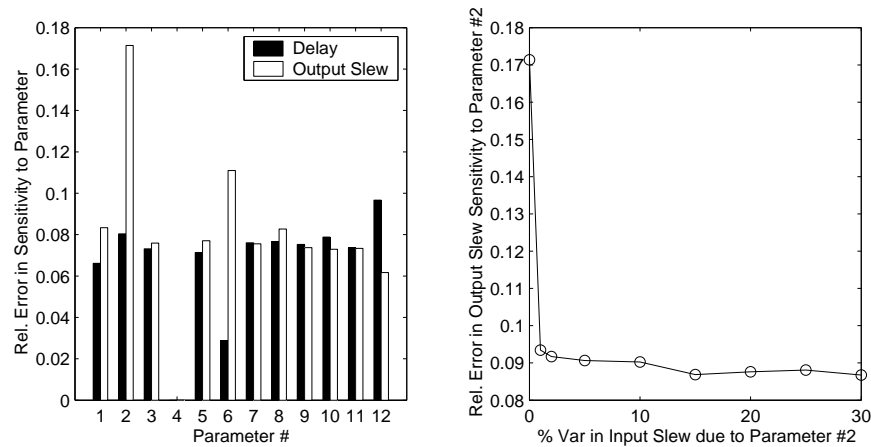 Rel. Error in Sensitivity to Parameter
0.18
0.16
0.14
0.12
0.1
0.08
0.06
0.04
0.02
0
Delay
Output Slew
1 2 3 4 5 6 7 8 9 10 11 12
Parameter #
Rel. Error in Output Slew Sensitivity to Parameter #2
0.18
0.17
0.16
0.15
0.14
0.13
0.12
0.11
0.1
0.09
0.08
0 10 20 30
% Var in Input Slew due to Parameter #2